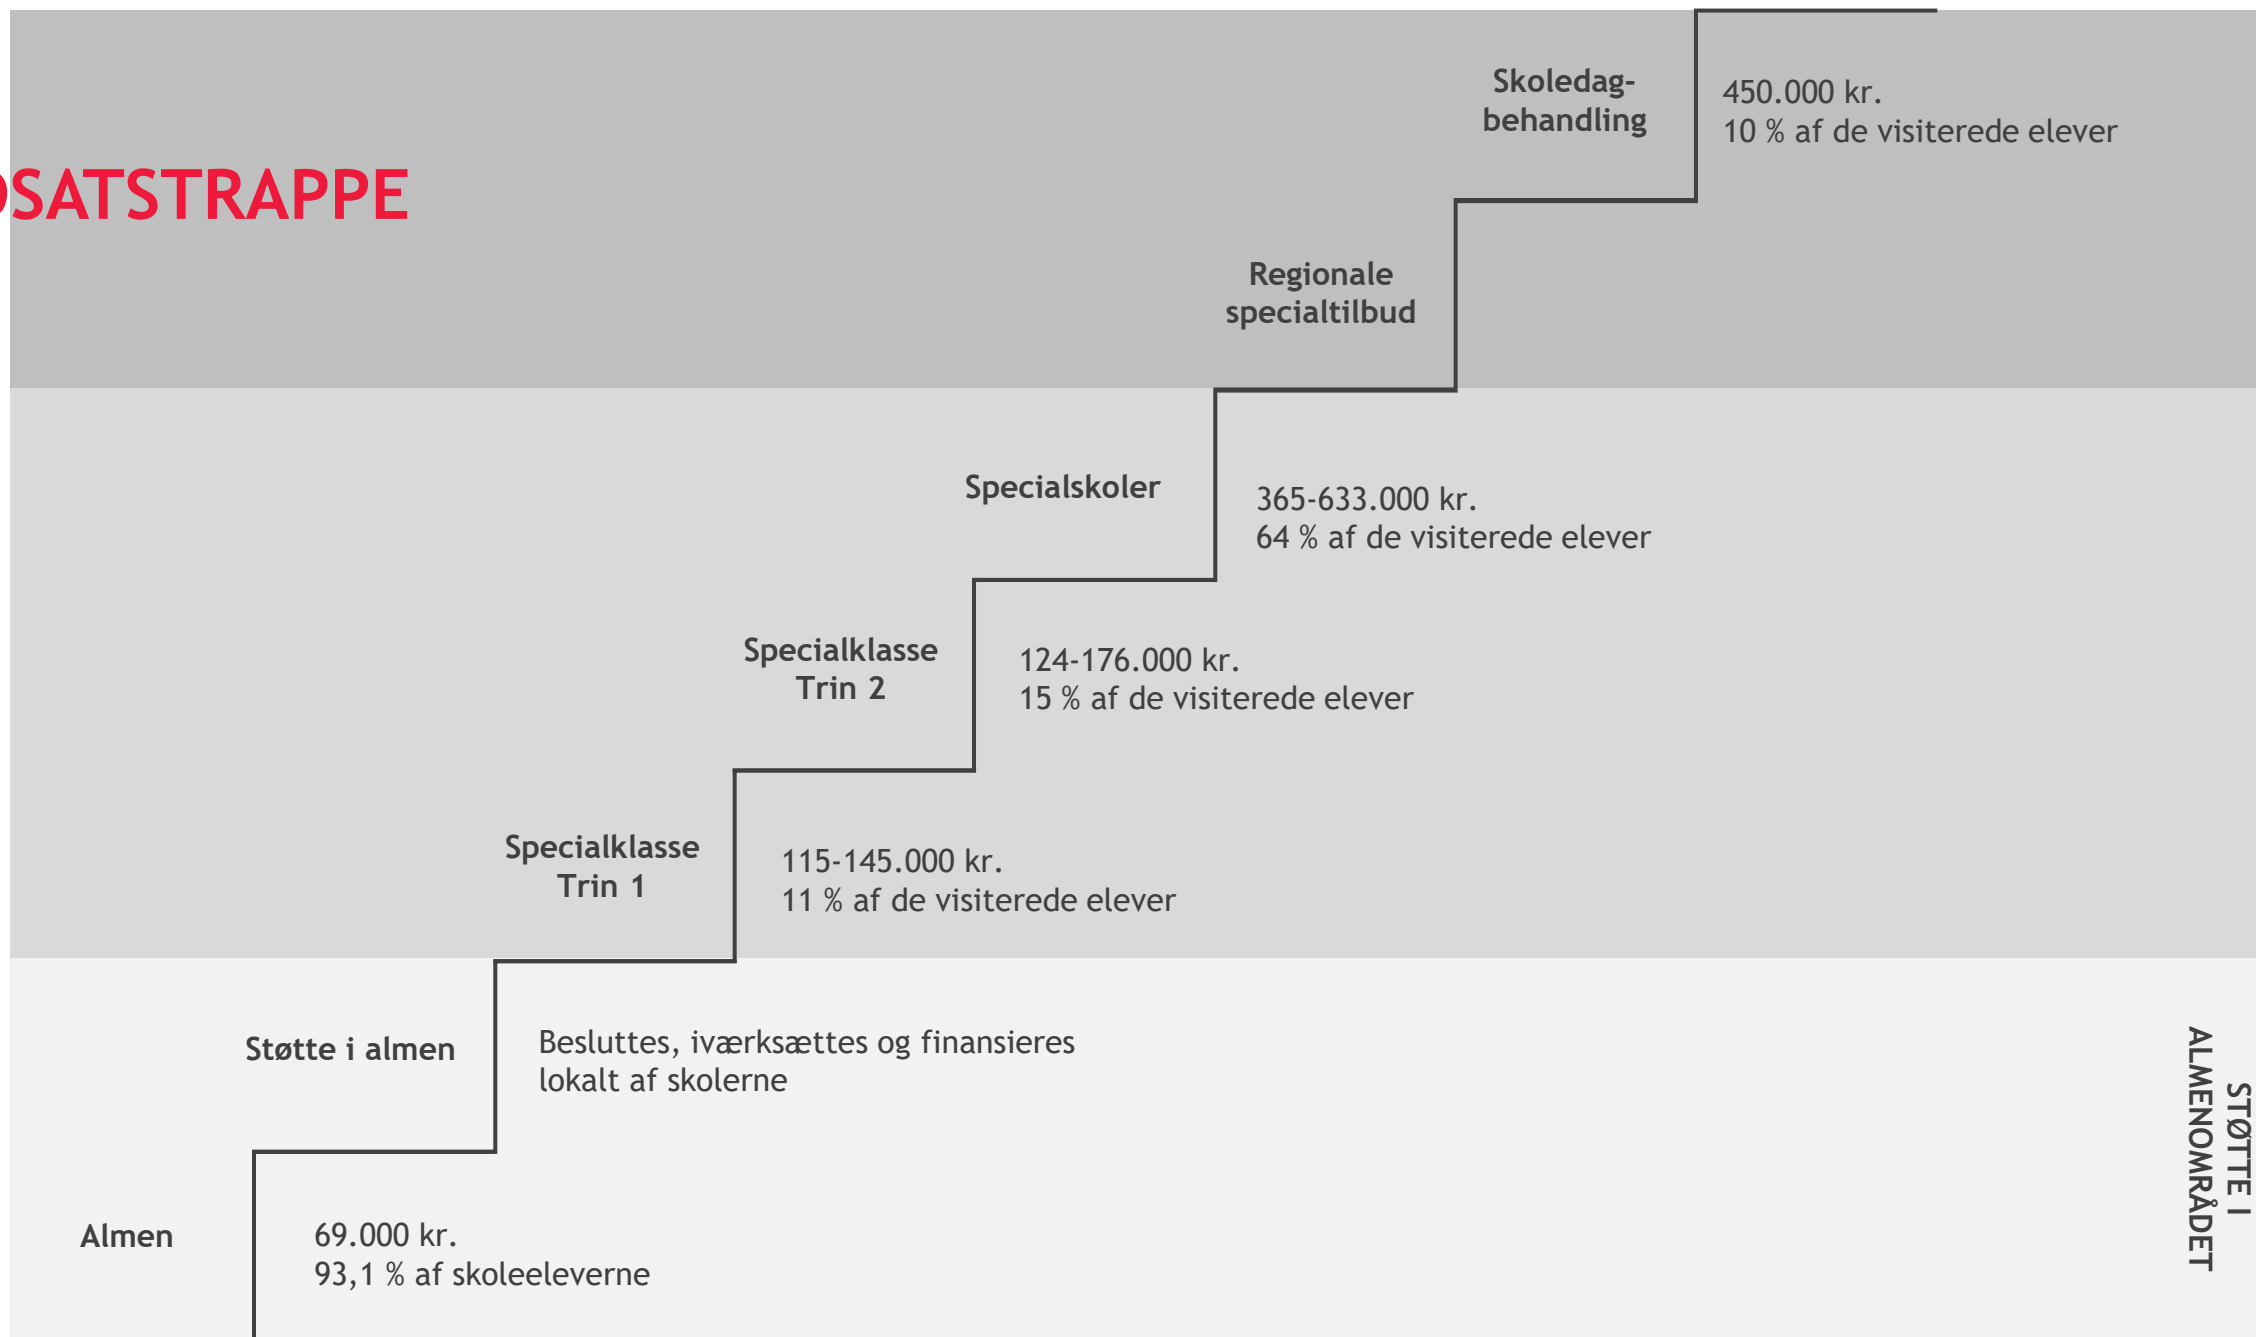 SATSTRAPPE
Skoledag-
behandling
450.000 kr.
10 % af de visiterede elever
Regionale
specialtilbud
Specialskoler
365-633.000 kr.
64 % af de visiterede elever
Specialklasse
Trin 2
124-176.000 kr.
15 % af de visiterede elever
Specialklasse
Trin 1
115-145.000 kr.
11 % af de visiterede elever
Støtte i almen
Besluttes, iværksættes og finansieres
lokalt af skolerne
STØTTE I
ALMENOMRÅDET
Almen
69.000 kr.
93,1 % af skoleeleverne